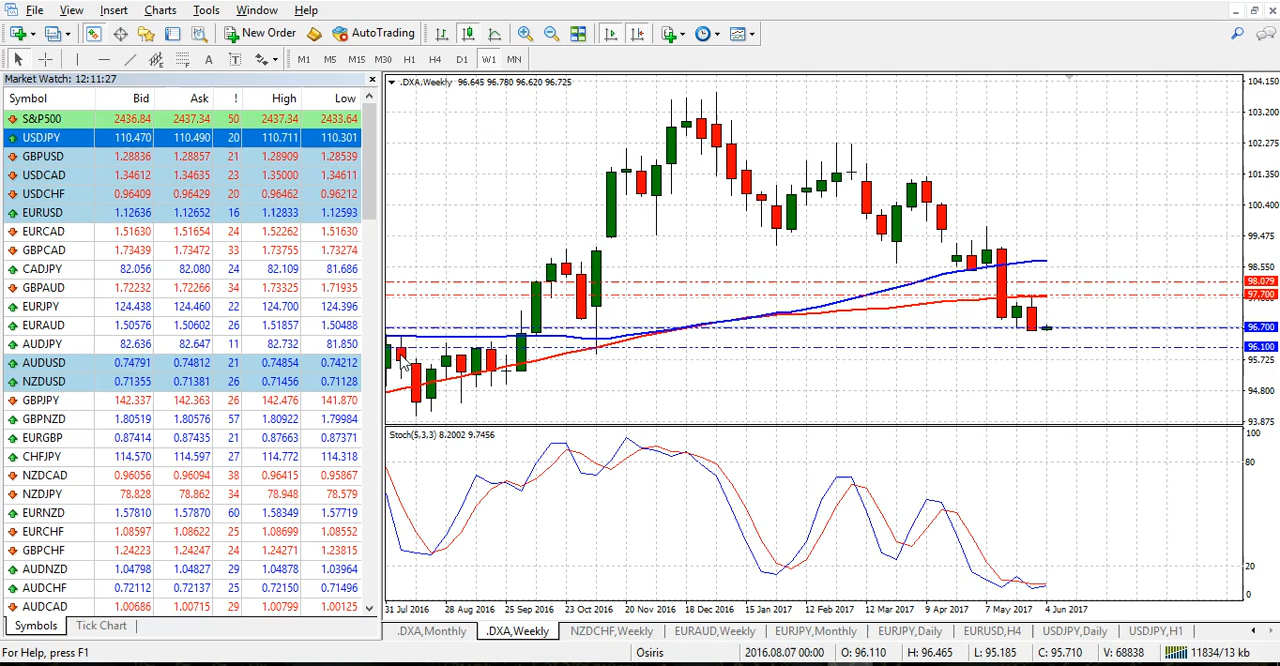 File View Insert Charts Tools Window Help
New Order AutoTrading
A T M1 M5 M15 M30 H1 H4 D1 W1 MN
Market Watch: 12:11:27
Symbol Bid Ask ! High Low
S&P500 2436.84 2437.34 50 2437.34 2433.64
USDJPY 110.470 110.490 20 110.711 110.301
GBPUSD 1.28836 1.28857 21 1.28909 1.28539
USDCAD 1.34612 1.34635 23 1.35000 1.34611
USDCHF 0.96409 0.96429 20 0.96462 0.96212
EURUSD 1.12636 1.12652 16 1.12833 1.12593
EURCAD 1.51630 1.51654 24 1.52262 1.51630
GBPCAD 1.73439 1.73472 33 1.73755 1.73274
CADJPY 82.056 82.080 24 82.109 81.686
GBPAUD 1.72232 1.72266 34 1.73325 1.71935
EURJPY 124.438 124.460 22 124.700 124.396
EURAUD 1.50576 1.50602 26 1.51857 1.50488
AUDJPY 82.636 82.647 11 82.732 81.850
AUDUSD 0.74791 0.74812 21 0.74854 0.74212
NZDUSD 0.71355 0.71381 26 0.71456 0.71128
GBPJPY 142.337 142.363 26 142.476 141.870
GBPNZD 1.80519 1.80576 57 1.80922 1.79984
EURGBP 0.87414 0.87435 21 0.87663 0.87371
CHFJPY 114.570 114.597 27 114.772 114.318
NZDCAD 0.96056 0.96094 38 0.96415 0.95867
NZDJPY 78.828 78.862 34 78.948 78.579
EURNZD 1.57810 1.57870 60 1.58349 1.57719
EURCHF 1.08597 1.08622 25 1.08699 1.08552
GBPCHF 1.24223 1.24247 24 1.24271 1.23815
AUDNZD 1.04798 1.04827 29 1.04878 1.03964
AUDCHF 0.72112 0.72137 25 0.72150 0.71496
AUDCAD 1.00686 1.00715 29 1.00799 1.00125
Symbols Tick Chart
.DXA,Weekly 96.645 96.780 96.620 96.725
104.150
103.200
102.275
101.350
100.400
99.475
98.550
98.079
97.700
96.700
96.100
95.725
94.800
93.875
Stoch(5,3,3) 8.2002 9.7456
100
80
20
0
31 Jul 2016 28 Aug 2016 25 Sep 2016 23 Oct 2016 20 Nov 2016 18 Dec 2016 15 Jan 2017 12 Feb 2017 12 Mar 2017 9 Apr 2017 7 May 2017 4 Jun 2017
.DXA,Monthly .DXA,Weekly NZDCHF,Weekly EURAUD,Weekly EURJPY,Monthly EURJPY,Daily EURUSD,H4 USDJPY,Daily USDJPY,H1
For Help, press F1 Osiris 2016.08.07 00:00 O: 96.110 H: 96.465 L: 95.185 C: 95.710 V: 68838 11834/13 kb